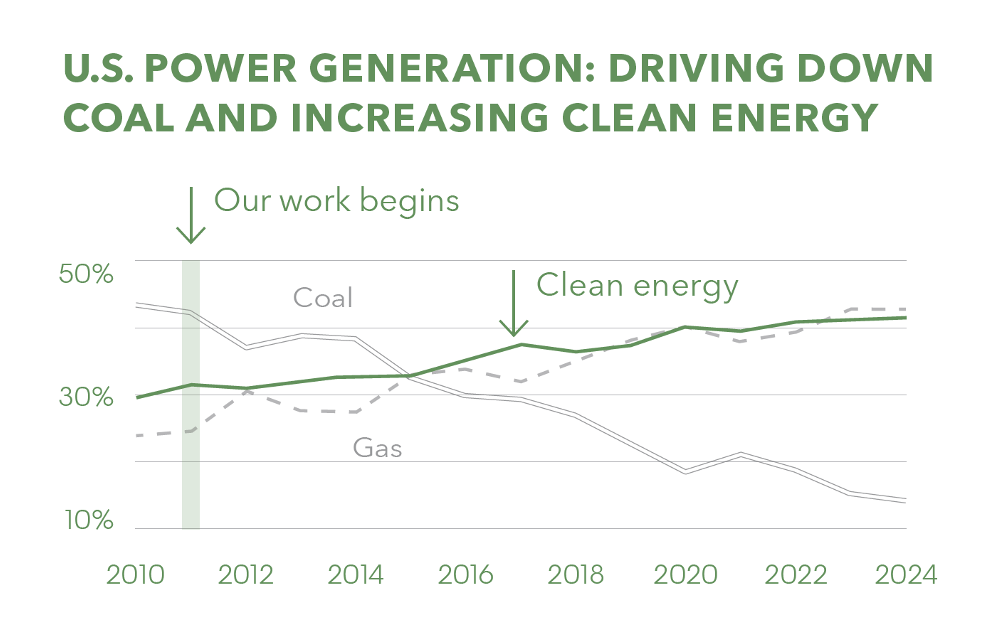 U.S. POWER GENERATION: DRIVING DOWN
COAL AND INCREASING CLEAN ENERGY
Our work begins
50%
Clean energy
Coal
30%
Gas
10%
2010 2012 2014 2016 2018 2020 2022 2024